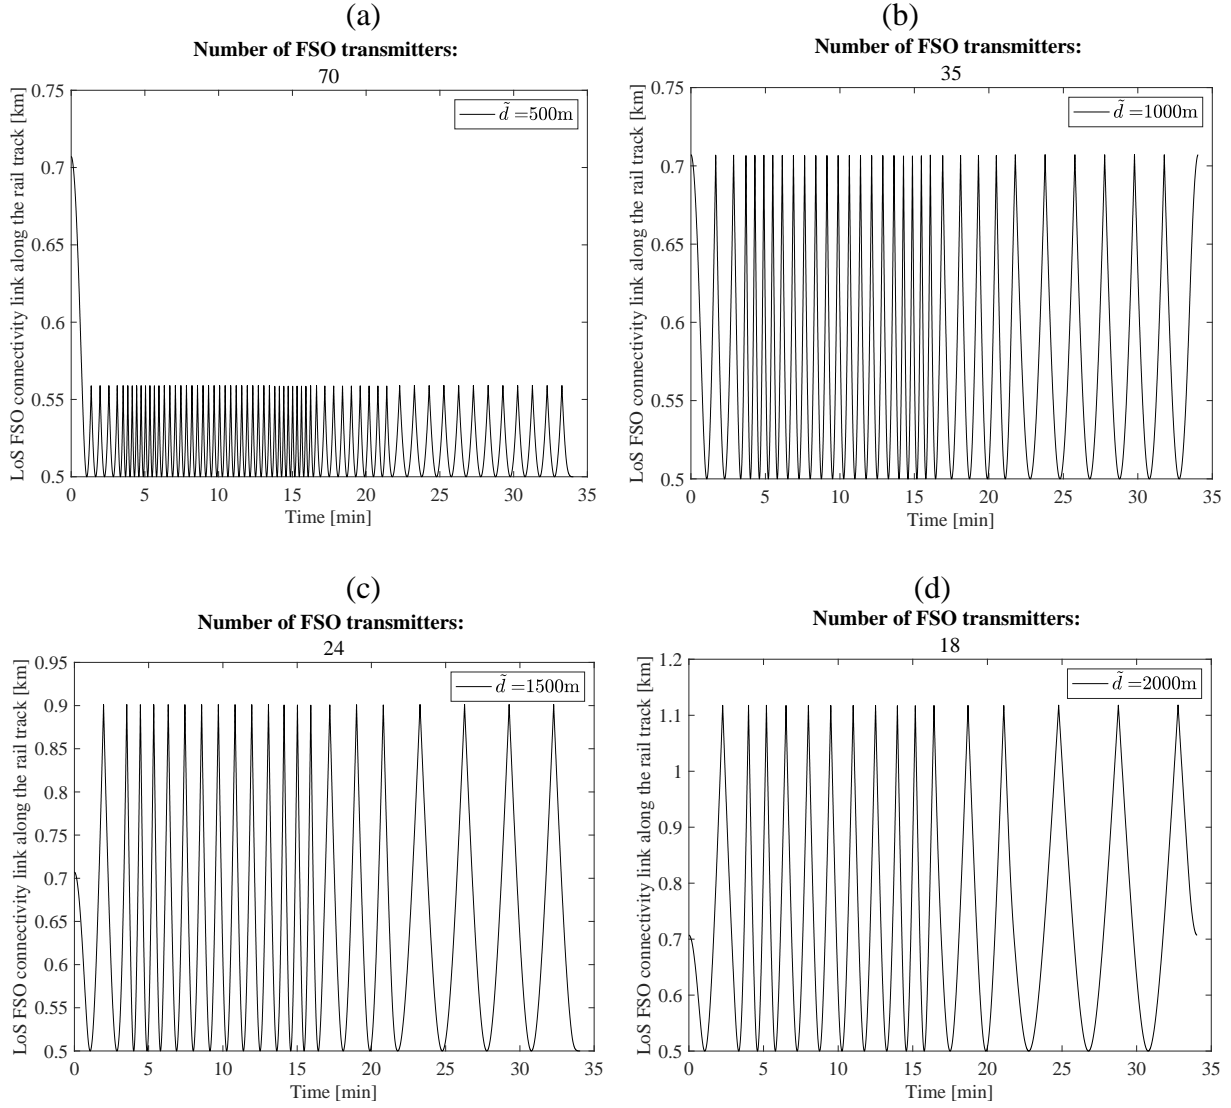 (a)
Number of FSO transmitters:
70
LoS FSO connectivity link along the rail track [km]
0.75
0.7
0.65
0.6
0.55
0.5
d̃ =500m
0 5 10 15 20 25 30 35
Time [min]
(b)
Number of FSO transmitters:
35
LoS FSO connectivity link along the rail track [km]
0.75
0.7
0.65
0.6
0.55
0.5
d̃ =1000m
0 5 10 15 20 25 30 35
Time [min]
(c)
Number of FSO transmitters:
24
LoS FSO connectivity link along the rail track [km]
0.95
0.9
0.85
0.8
0.75
0.7
0.65
0.6
0.55
0.5
d̃ =1500m
0 5 10 15 20 25 30 35
Time [min]
(d)
Number of FSO transmitters:
18
LoS FSO connectivity link along the rail track [km]
1.2
1.1
1
0.9
0.8
0.7
0.6
0.5
d̃ =2000m
0 5 10 15 20 25 30 35
Time [min]